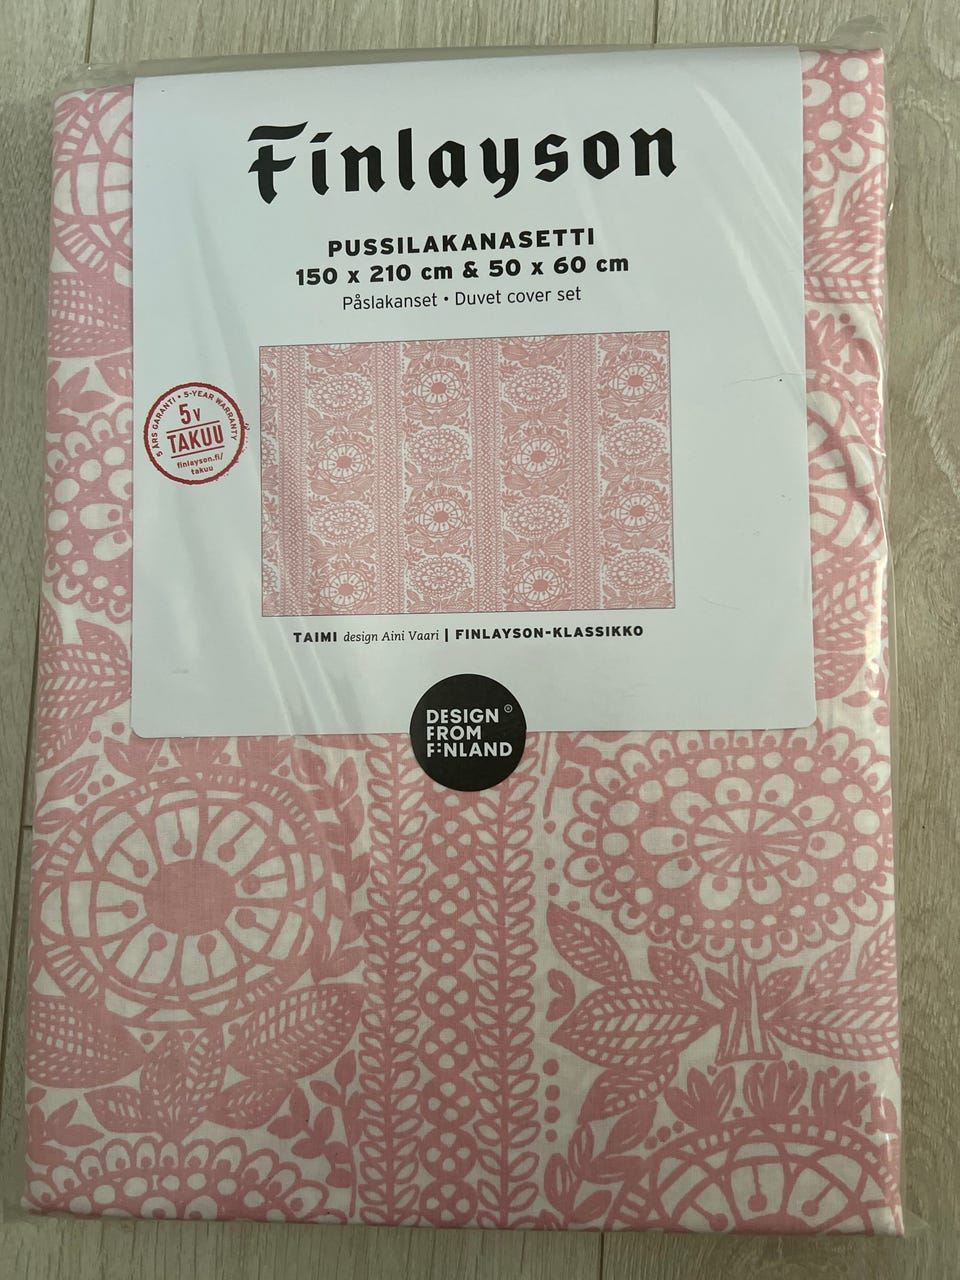 Finlayson
PUSSILAKANASETTI
150 x 210 cm & 50 x 60 cm
Påslakanset • Duvet cover set
5 ÅRS GARANTI • 5-YEAR WARRANTY
5v
TAKUU
finlayson.fi/
takuu
TAIMI design Aini Vaari | FINLAYSON-KLASSIKKO
DESIGN ®
FROM
FINLAND